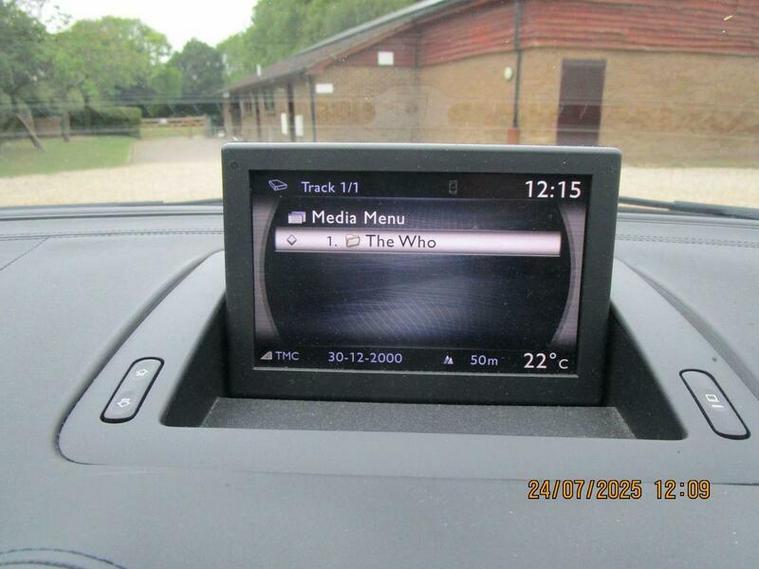 Track 1/1
12:15
Media Menu
1. The Who
TMC 30-12-2000 50m 22°C
24/07/2025 12:09